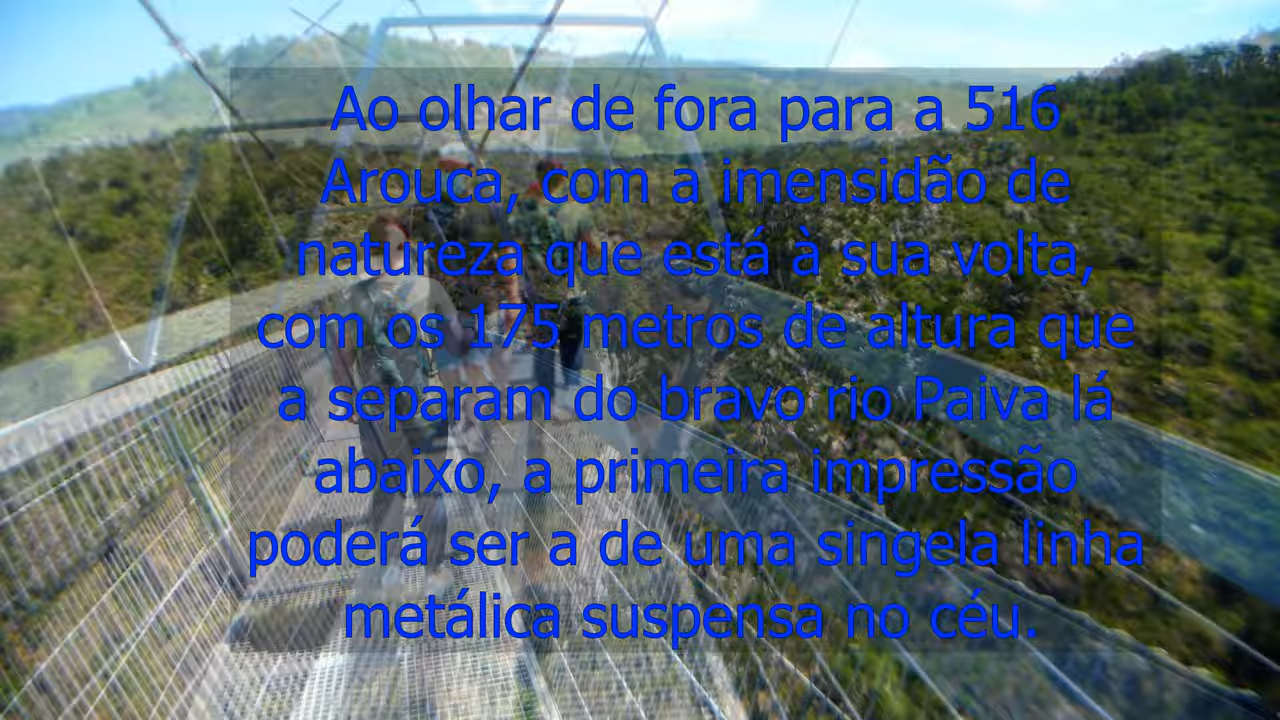 Ao olhar de fora para a 516
Arouca, com a imensidão de
natureza que está à sua volta,
com os 175 metros de altura que
a separam do bravo rio Paiva lá
abaixo, a primeira impressão
poderá ser a de uma singela linha
metálica suspensa no céu.